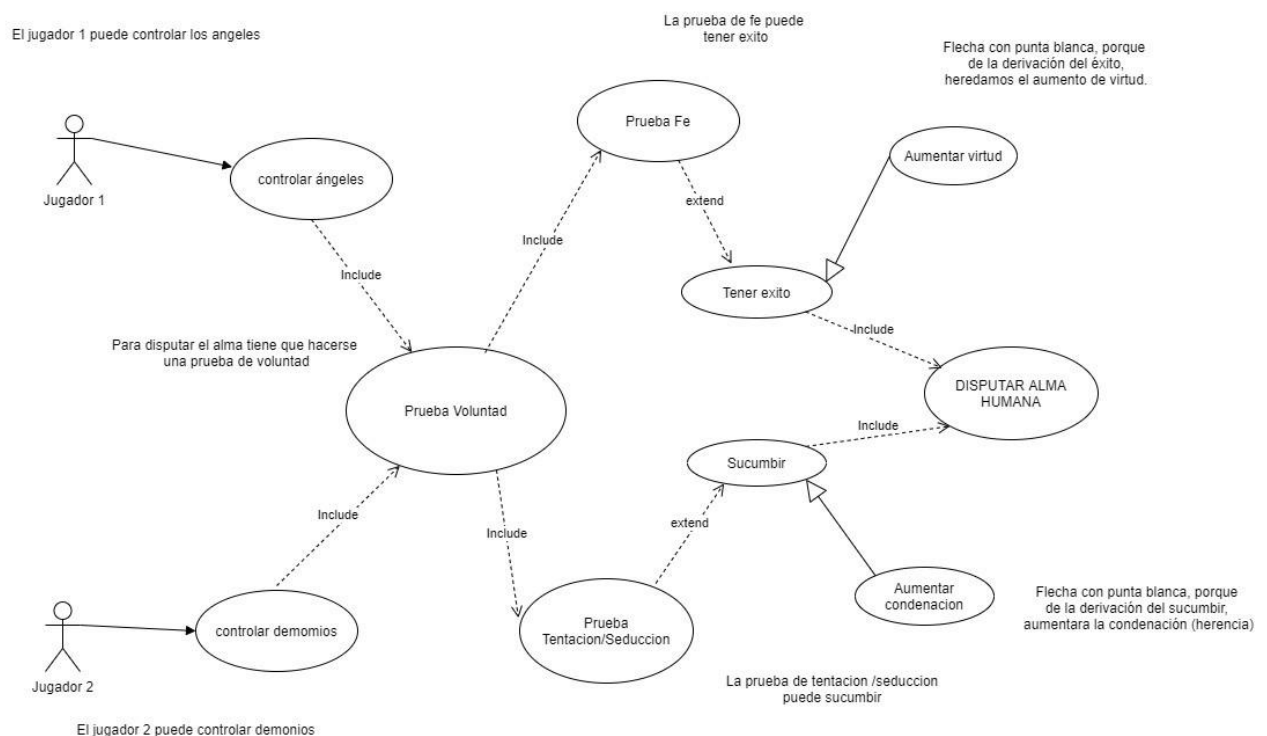 El jugador 1 puede controlar los angeles
La prueba de fe puede
tener exito
Flecha con punta blanca, porque
de la derivación del éxito,
heredamos el aumento de virtud.
Prueba Fe
Aumentar virtud
controlar ángeles
Jugador 1
extend
Include
Include
Tener exito
Include
Para disputar el alma tiene que hacerse
una prueba de voluntad
DISPUTAR ALMA
HUMANA
Prueba Voluntad
Include
Sucumbir
Include
extend
Include
Aumentar
condenacion
Flecha con punta blanca, porque
de la derivación del sucumbir,
aumentara la condenación (herencia)
controlar demomios
Prueba
Tentacion/Seduccion
Jugador 2
La prueba de tentacion /seduccion
puede sucumbir
El jugador 2 puede controlar demonios